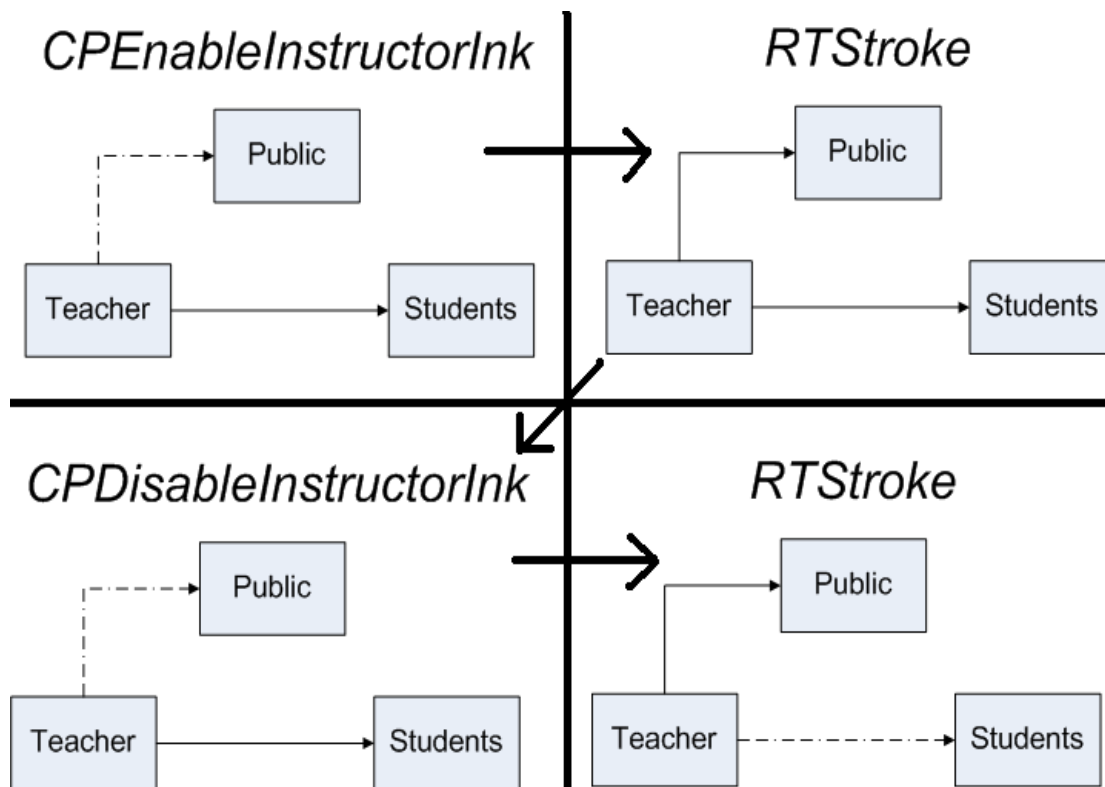 CPEnableInstructorInk
Public
Teacher
Students
RTStroke
Public
Teacher
Students
CPDisableInstructorInk
Public
Teacher
Students
RTStroke
Public
Teacher
Students